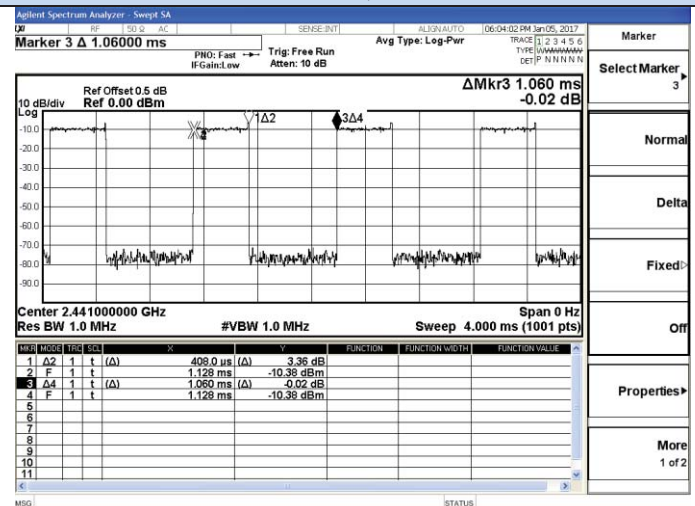 Agilent Spectrum Analyzer - Swept SA
RF 50 Ω AC SENSE:INT ALIGNAUTO 06:04:02 PM Jan 05, 2017
Marker 3 Δ 1.06000 ms
PNO: Fast
IFGain:Low
Trig: Free Run
Atten: 10 dB
Avg Type: Log-Pwr
TRACE 1 2 3 4 5 6
TYPE
DET P N N N N N
Ref Offset 0.5 dB
10 dB/div Ref 0.00 dBm
ΔMkr3 1.060 ms
-0.02 dB
Log
1Δ2
3Δ4
-10.0
-20.0
-30.0
-40.0
-50.0
-60.0
-70.0
-80.0
-90.0
Center 2.441000000 GHz Span 0 Hz
Res BW 1.0 MHz #VBW 1.0 MHz Sweep 4.000 ms (1001 pts)
MKR MODE TRC SCL X Y FUNCTION FUNCTION WIDTH FUNCTION VALUE
1 Δ2 1 t (Δ) 408.0 us (Δ) 3.36 dB
2 F 1 t 1.128 ms -10.38 dBm
3 Δ4 1 t (Δ) 1.060 ms (Δ) -0.02 dB
4 F 1 t 1.128 ms -10.38 dBm
5
6
7
8
9
10
11
MSG STATUS
Marker
Select Marker
3
Normal
Delta
Fixed
Off
Properties
More
1 of 2